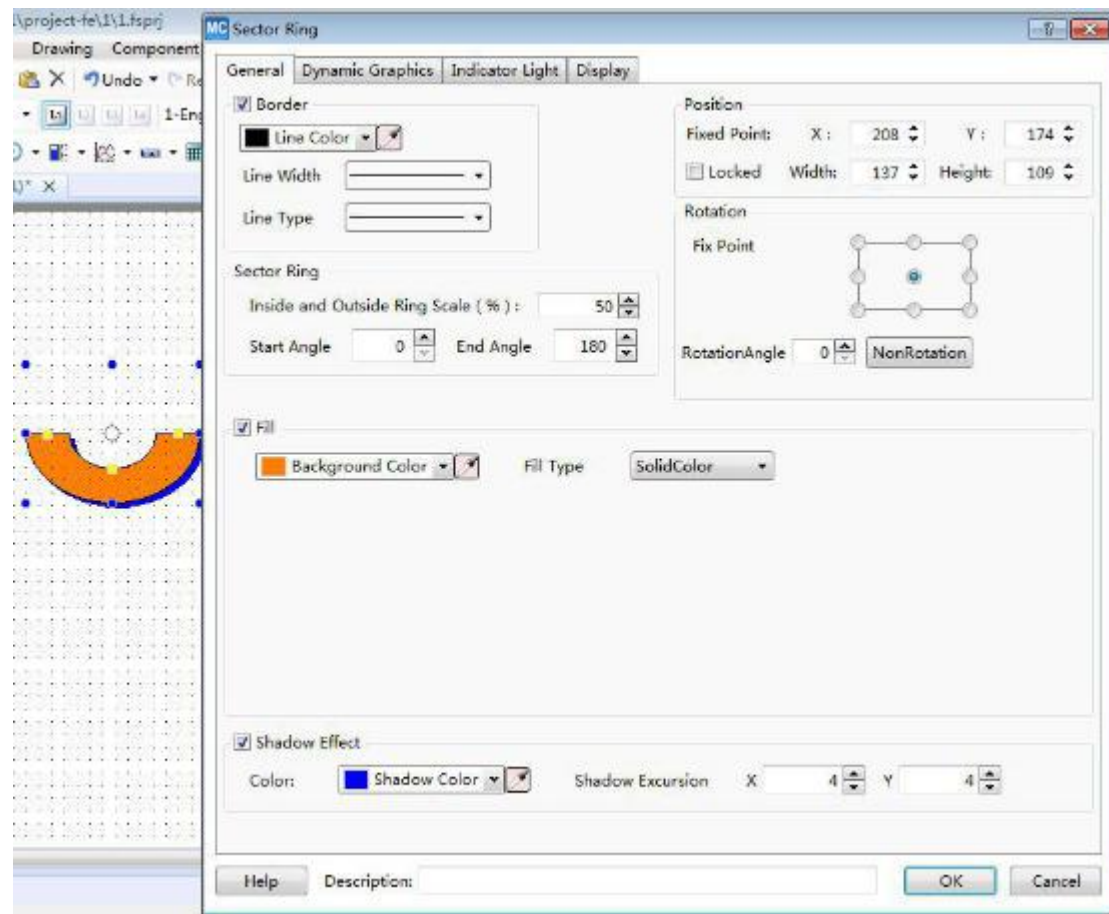 \project-fe\1\1.fsprj
MC Sector Ring
Drawing Component
General Dynamic Graphics Indicator Light Display
Undo
1-Eng
Border
Line Color
Line Width
Line Type
Position
Fixed Point: X : 208 Y : 174
Locked Width: 137 Height: 109
Rotation
Fix Point
RotationAngle 0 NonRotation
Sector Ring
Inside and Outside Ring Scale ( % ) : 50
Start Angle 0 End Angle 180
Fill
Background Color Fill Type SolidColor
Shadow Effect
Color: Shadow Color Shadow Excursion X 4 Y 4
Help Description: OK Cancel